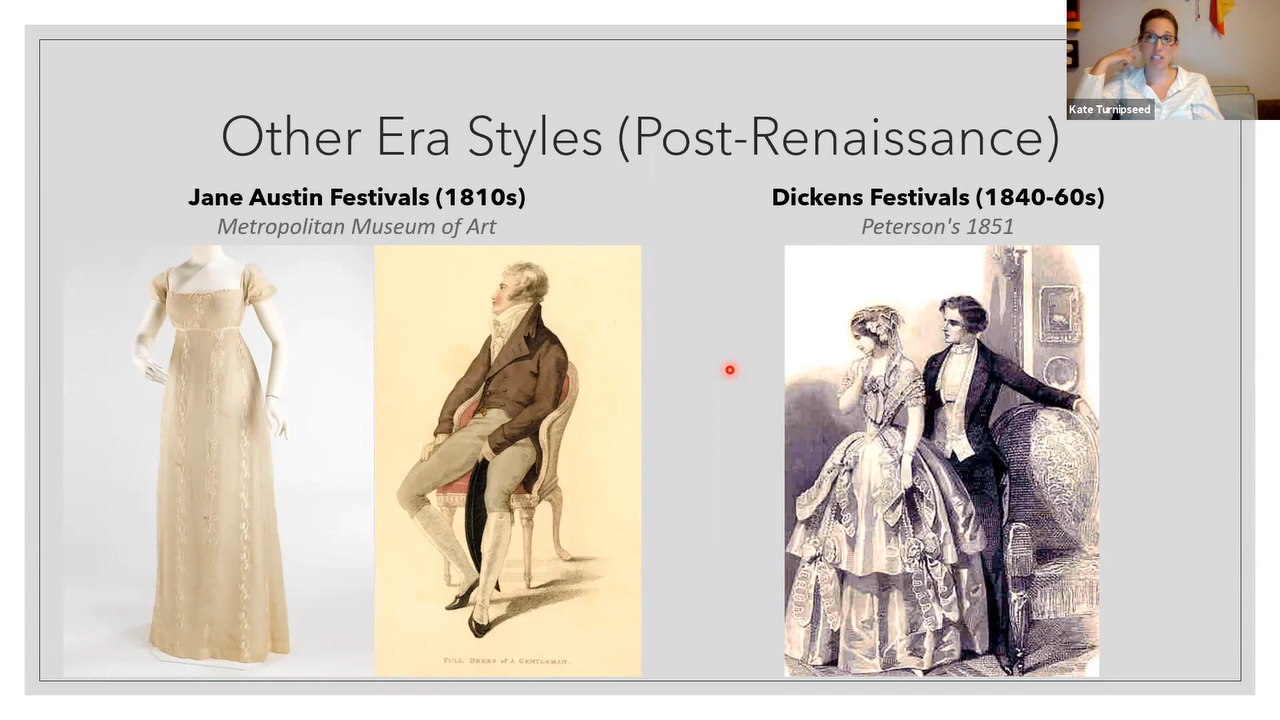 Kate Turnipseed
Other Era Styles (Post-Renaissance)
Jane Austin Festivals (1810s)
Metropolitan Museum of Art
Dickens Festivals (1840-60s)
Peterson's 1851
FULL DRESS of A GENTLEMAN.